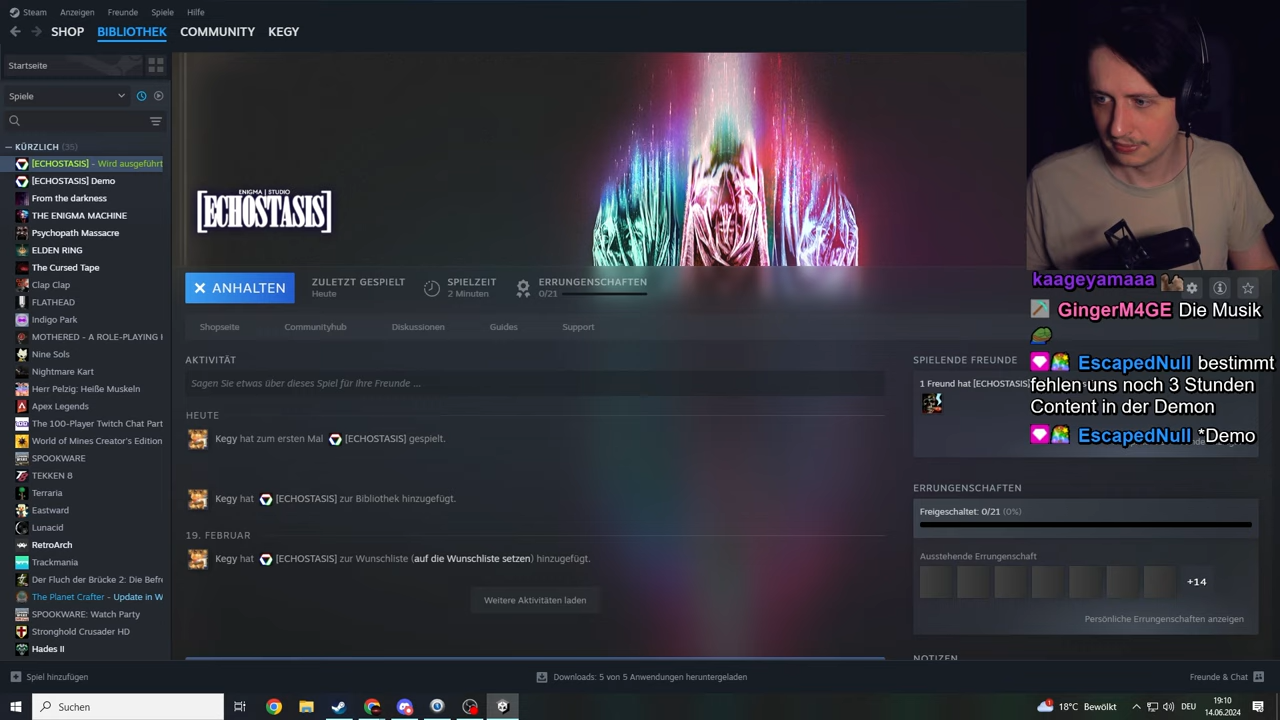 Steam Anzeigen Freunde Spiele Hilfe
SHOP BIBLIOTHEK COMMUNITY KEGY
Startseite
Spiele
KÜRZLICH (35)
[ECHOSTASIS] - Wird ausgeführt
[ECHOSTASIS] Demo
From the darkness
THE ENIGMA MACHINE
Psychopath Massacre
ELDEN RING
The Cursed Tape
Clap Clap
FLATHEAD
Indigo Park
MOTHERED - A ROLE-PLAYING
Nine Sols
Nightmare Kart
Herr Pelzig: Heiße Muskeln
Apex Legends
The 100-Player Twitch Chat Part
World of Mines Creator's Edition
SPOOKWARE
TEKKEN 8
Terraria
Eastward
Lunacid
RetroArch
Trackmania
Der Fluch der Brücke 2: Die Befr
The Planet Crafter - Update in W
SPOOKWARE: Watch Party
Stronghold Crusader HD
Hades II
ENIGMA | STUDIO
[ECHOSTASIS]
ANHALTEN
ZULETZT GESPIELT
Heute
SPIELZEIT
2 Minuten
ERRUNGENSCHAFTEN
0/21
Shopseite Communityhub Diskussionen Guides Support
AKTIVITÄT
Sagen Sie etwas über dieses Spiel für Ihre Freunde ...
HEUTE
Kegy hat zum ersten Mal [ECHOSTASIS] gespielt.
Kegy hat [ECHOSTASIS] zur Bibliothek hinzugefügt.
19. FEBRUAR
Kegy hat [ECHOSTASIS] zur Wunschliste (auf die Wunschliste setzen) hinzugefügt.
Weitere Aktivitäten laden
kaageyamaaa
GingerM4GE Die Musik
EscapedNull bestimmt
fehlen uns noch 3 Stunden
Content in der Demon
EscapedNull *Demo
SPIELENDE FREUNDE
1 Freund hat [ECHOSTASIS]
ERRUNGENSCHAFTEN
Freigeschaltet: 0/21 (0%)
Ausstehende Errungenschaft
+14
Persönliche Errungenschaften anzeigen
NOTIZEN
Spiel hinzufügen
Downloads: 5 von 5 Anwendungen heruntergeladen
Freunde & Chat
Suchen
18°C Bewölkt
DEU
19:10
14.06.2024